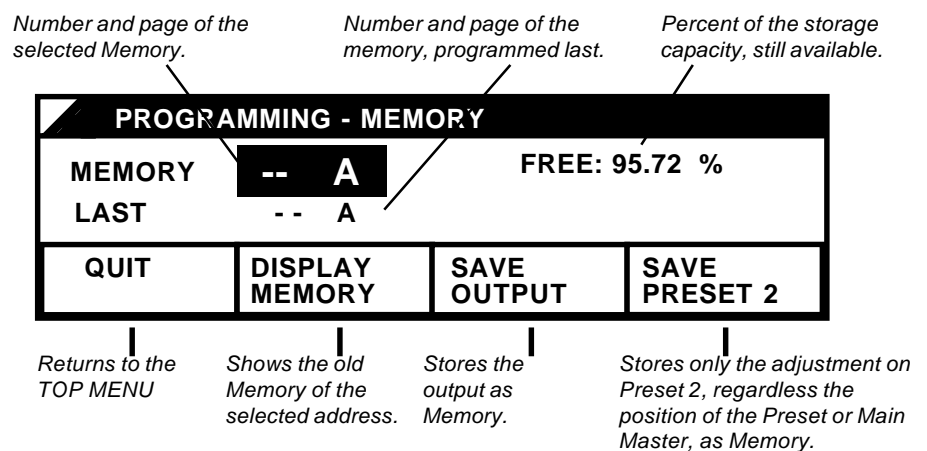 Number and page of the
selected Memory.
Number and page of the
memory, programmed last.
Percent of the storage
capacity, still available.
PROGRAMMING - MEMORY
MEMORY -- A FREE: 95.72 %
LAST -- A
QUIT
DISPLAY
MEMORY
SAVE
OUTPUT
SAVE
PRESET 2
Returns to the
TOP MENU
Shows the old
Memory of the
selected address.
Stores the
output as
Memory.
Stores only the adjustment on
Preset 2, regardless the
position of the Preset or Main
Master, as Memory.